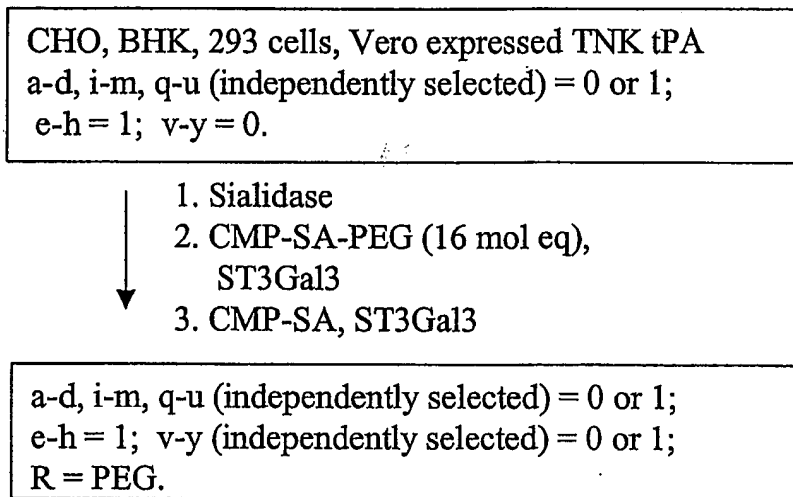 CHO, BHK, 293 cells, Vero expressed TNK tPA
a-d, i-m, q-u (independently selected) = 0 or 1;
e-h = 1; v-y = 0.
1. Sialidase
2. CMP-SA-PEG (16 mol eq),
ST3Gal3
3. CMP-SA, ST3Gal3
a-d, i-m, q-u (independently selected) = 0 or 1;
e-h = 1; v-y (independently selected) = 0 or 1;
R = PEG.